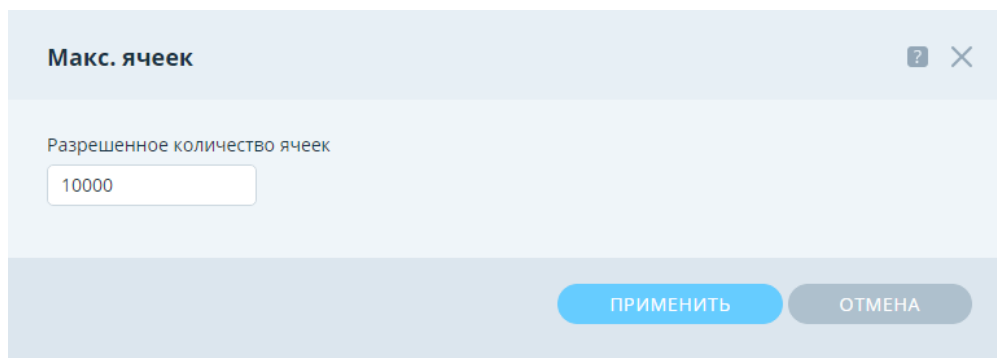 Макс. ячеек
?
Разрешенное количество ячеек
10000
ПРИМЕНИТЬ
ОТМЕНА